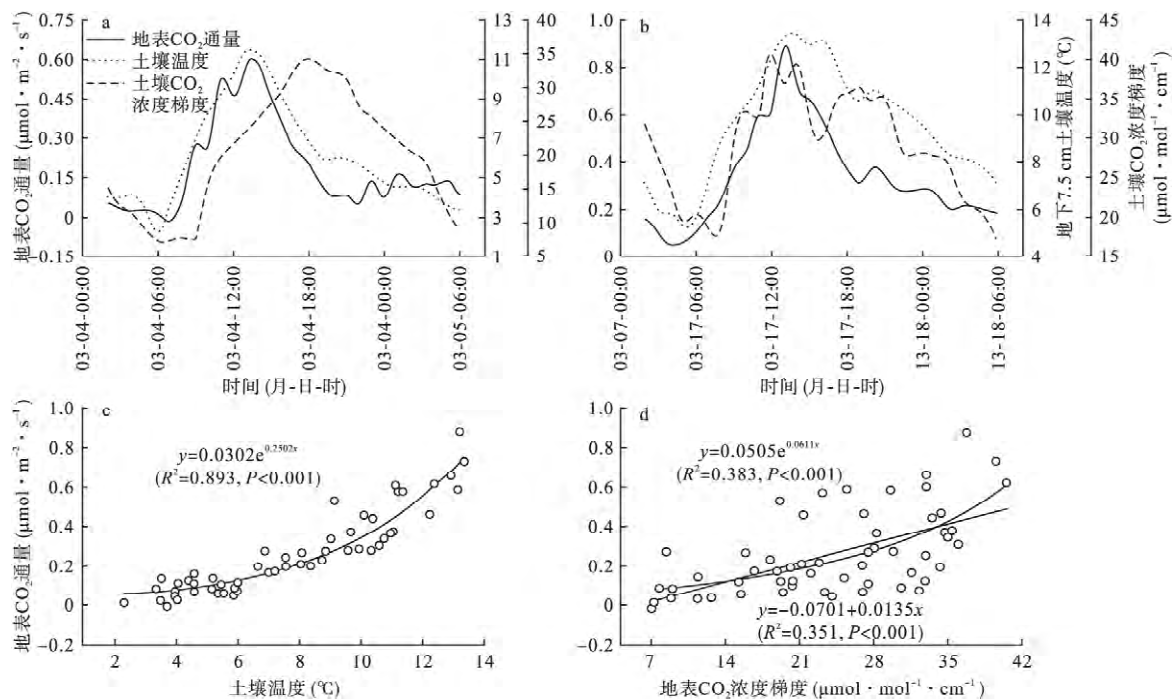 a
0.75
0.60
0.45
0.30
0.15
0
−0.15
地表CO₂通量 (μmol·m⁻²·s⁻¹)
地表CO₂通量
土壤温度
土壤CO₂
浓度梯度
13
11
9
7
5
3
1
40
35
30
25
20
15
10
5
03-04-00:00
03-04-06:00
03-04-12:00
03-04-18:00
03-04-00:00
03-05-06:00
时间 (月-日-时)
b
1.0
0.8
0.6
0.4
0.2
0
14
12
10
8
6
4
地下7.5 cm土壤温度 (℃)
45
40
35
30
25
20
15
土壤CO₂浓度梯度
(μmol·mol⁻¹·cm⁻¹)
03-07-00:00
03-17-06:00
03-17-12:00
03-17-18:00
13-18-00:00
13-18-06:00
时间 (月-日-时)
c
1.0
0.8
0.6
0.4
0.2
0
−0.2
地表CO₂通量 (μmol·m⁻²·s⁻¹)
y=0.0302e^0.2502x
(R²=0.893, P<0.001)
2 4 6 8 10 12 14
土壤温度 (℃)
d
1.0
0.8
0.6
0.4
0.2
0
−0.2
y=0.0505e^0.0611x
(R²=0.383, P<0.001)
y=−0.0701+0.0135x
(R²=0.351, P<0.001)
7 14 21 28 35 42
地表CO₂浓度梯度 (μmol·mol⁻¹·cm⁻¹)